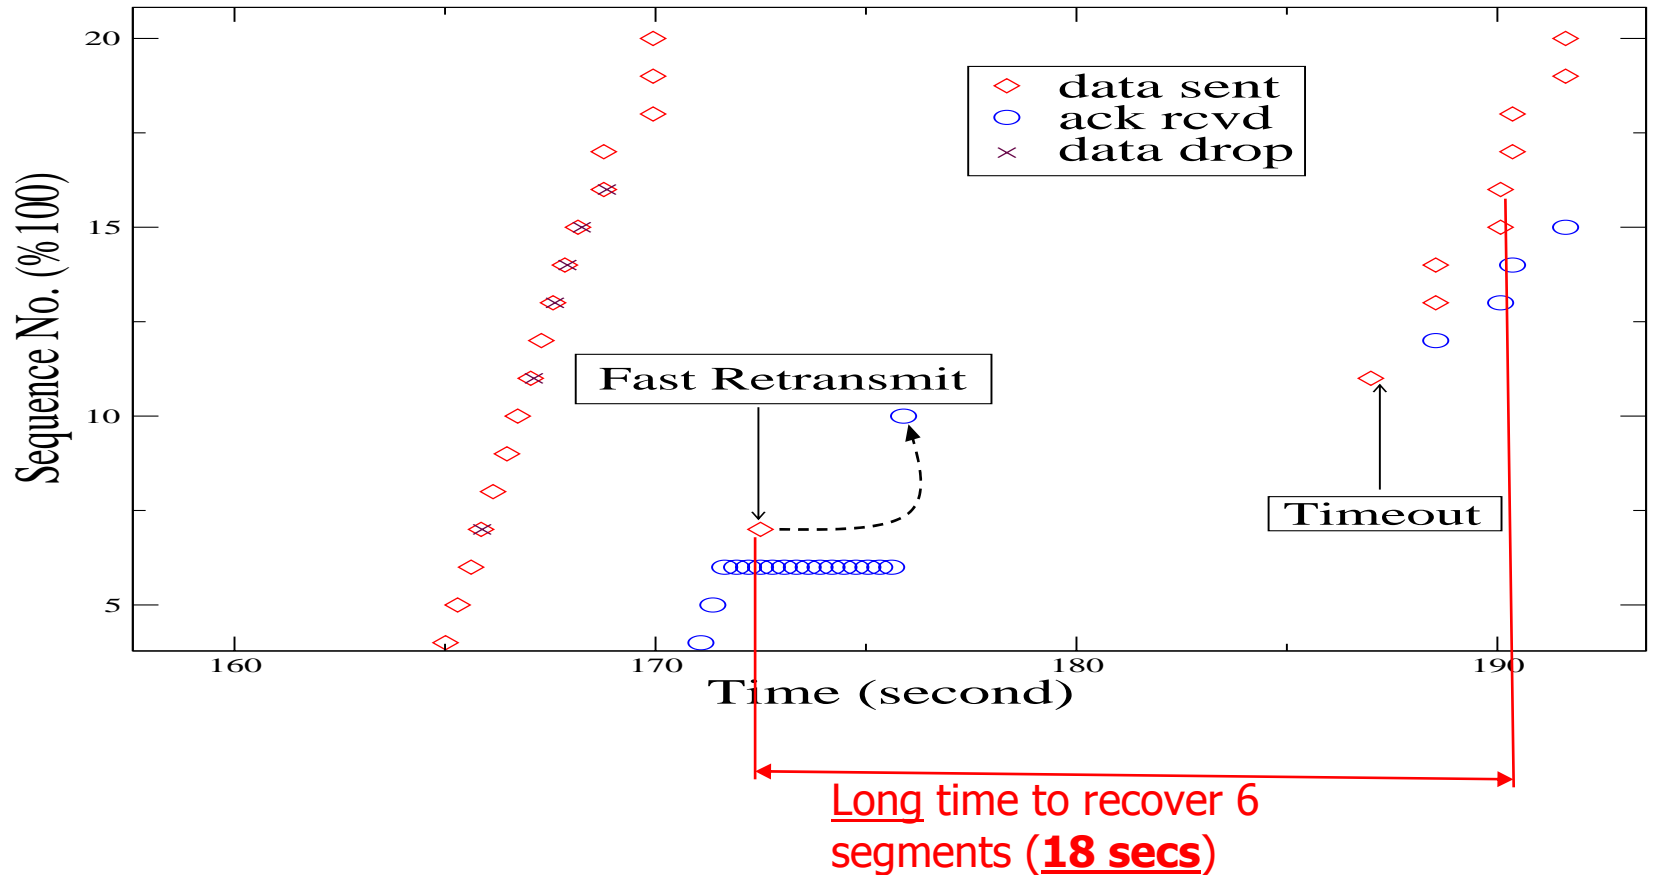 20
15
10
5
Sequence No. (%100)
data sent
ack rcvd
data drop
Fast Retransmit
Timeout
160
170
180
190
Time (second)
Long time to recover 6
segments (18 secs)